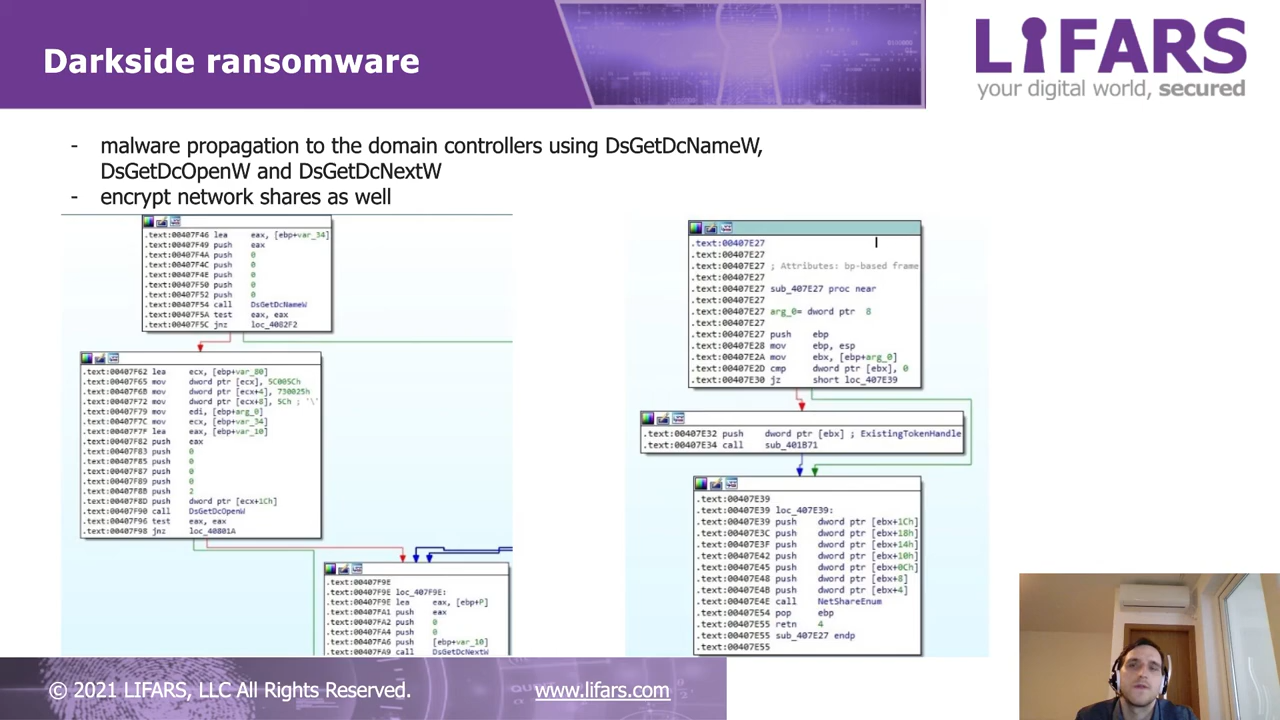 Darkside ransomware
LIFARS
your digital world, secured
- malware propagation to the domain controllers using DsGetDcNameW,
DsGetDcOpenW and DsGetDcNextW
- encrypt network shares as well
.text:00407F46 lea eax, [ebp+var_34]
.text:00407F49 push eax
.text:00407F4A push 0
.text:00407F4C push 0
.text:00407F4E push 0
.text:00407F50 push 0
.text:00407F52 push 0
.text:00407F54 call DsGetDcNameW
.text:00407F5A test eax, eax
.text:00407F5C jnz loc_4082F2
.text:00407F62 lea ecx, [ebp+var_80]
.text:00407F65 mov dword ptr [ecx], 5C005Ch
.text:00407F6B mov dword ptr [ecx+4], 730025h
.text:00407F72 mov dword ptr [ecx+8], 5Ch ; '\'
.text:00407F79 mov edi, [ebp+arg_0]
.text:00407F7C mov ecx, [ebp+var_34]
.text:00407F7F lea eax, [ebp+var_10]
.text:00407F82 push eax
.text:00407F83 push 0
.text:00407F85 push 0
.text:00407F87 push 0
.text:00407F89 push 0
.text:00407F8B push 2
.text:00407F8D push dword ptr [ecx+1Ch]
.text:00407F90 call DsGetDcOpenW
.text:00407F96 test eax, eax
.text:00407F98 jnz loc_40801A
.text:00407F9E
.text:00407F9E loc_407F9E:
.text:00407F9E lea eax, [ebp+P]
.text:00407FA1 push eax
.text:00407FA2 push 0
.text:00407FA4 push 0
.text:00407FA6 push [ebp+var_10]
.text:00407FA9 call DsGetDcNextW
.text:00407E27
.text:00407E27
.text:00407E27 ; Attributes: bp-based frame
.text:00407E27
.text:00407E27 sub_407E27 proc near
.text:00407E27
.text:00407E27 arg_0= dword ptr 8
.text:00407E27
.text:00407E27 push ebp
.text:00407E28 mov ebp, esp
.text:00407E2A mov ebx, [ebp+arg_0]
.text:00407E2D cmp dword ptr [ebx], 0
.text:00407E30 jz short loc_407E39
.text:00407E32 push dword ptr [ebx] ; ExistingTokenHandle
.text:00407E34 call sub_401B71
.text:00407E39
.text:00407E39 loc_407E39:
.text:00407E39 push dword ptr [ebx+1Ch]
.text:00407E3C push dword ptr [ebx+18h]
.text:00407E3F push dword ptr [ebx+14h]
.text:00407E42 push dword ptr [ebx+10h]
.text:00407E45 push dword ptr [ebx+0Ch]
.text:00407E48 push dword ptr [ebx+8]
.text:00407E4B push dword ptr [ebx+4]
.text:00407E4E call NetShareEnum
.text:00407E54 pop ebp
.text:00407E55 retn 4
.text:00407E55 sub_407E27 endp
.text:00407E55
© 2021 LIFARS, LLC All Rights Reserved.
www.lifars.com